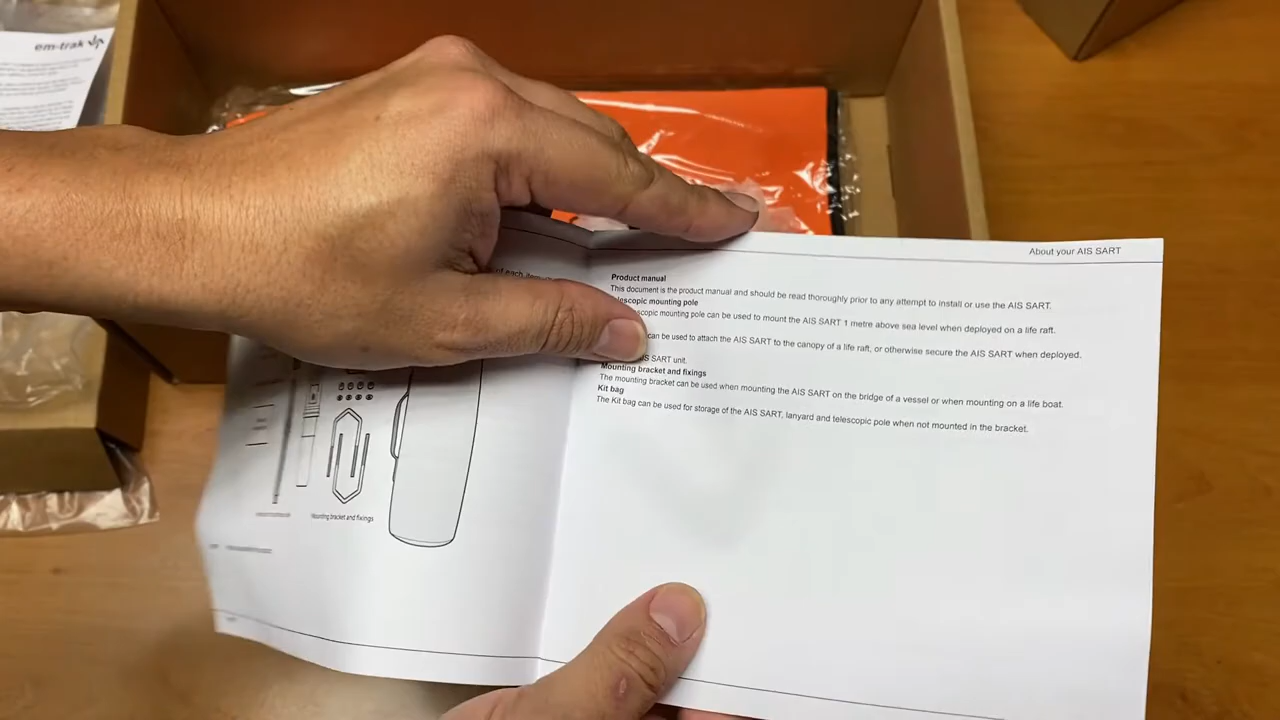 em-trak
of each item
About your AIS SART
Product manual
This document is the product manual and should be read thoroughly prior to any attempt to install or use the AIS SART.
lescopic mounting pole
scopic mounting pole can be used to mount the AIS SART 1 metre above sea level when deployed on a life raft.
can be used to attach the AIS SART to the canopy of a life raft, or otherwise secure the AIS SART when deployed.
SART unit.
Mounting bracket and fixings
The mounting bracket can be used when mounting the AIS SART on the bridge of a vessel or when mounting on a life boat.
Kit bag
The Kit bag can be used for storage of the AIS SART, lanyard and telescopic pole when not mounted in the bracket.
Mounting bracket and fixings